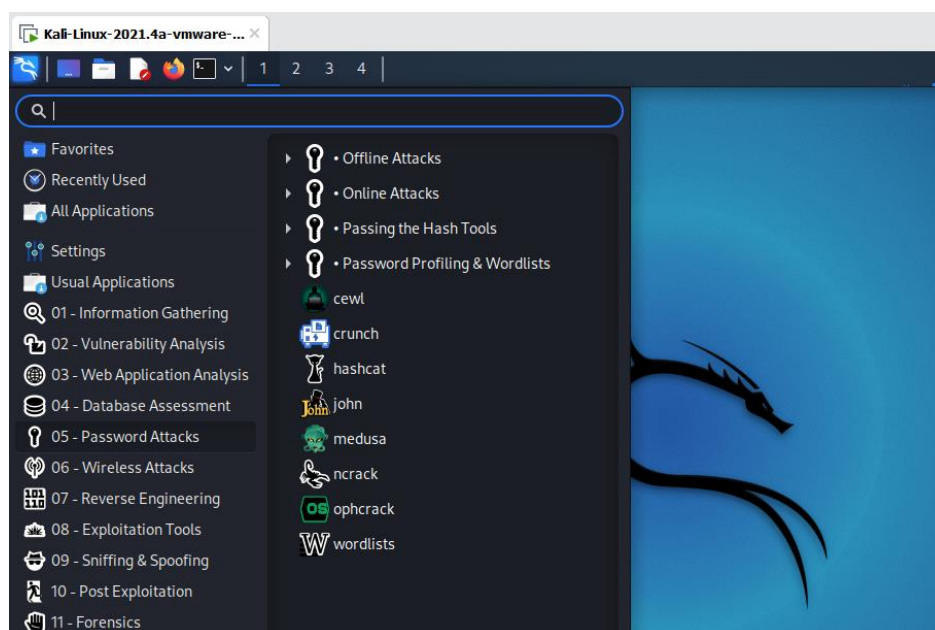 Kali-Linux-2021.4a-vmware-...
1 2 3 4
Favorites
Recently Used
All Applications
Settings
Usual Applications
01 - Information Gathering
02 - Vulnerability Analysis
03 - Web Application Analysis
04 - Database Assessment
05 - Password Attacks
06 - Wireless Attacks
07 - Reverse Engineering
08 - Exploitation Tools
09 - Sniffing & Spoofing
10 - Post Exploitation
11 - Forensics
• Offline Attacks
• Online Attacks
• Passing the Hash Tools
• Password Profiling & Wordlists
cewl
crunch
hashcat
john
medusa
ncrack
ophcrack
wordlists